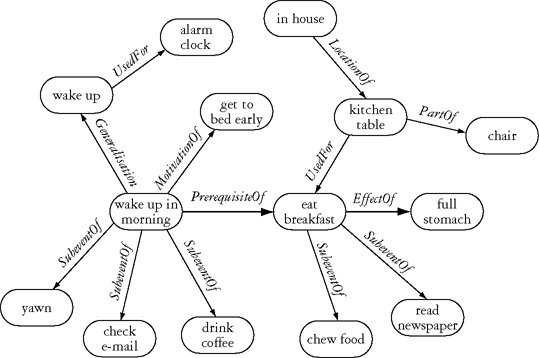 in house
alarm
clock
UsedFor
LocationOf
wake up
get to
bed early
kitchen
table
PartOf
chair
Generalisation
MotivationOf
UsedFor
wake up in
morning
PrerequisiteOf
eat
breakfast
EffectOf
full
stomach
SubeventOf
SubeventOf
SubeventOf
SubeventOf
SubeventOf
yawn
check
e-mail
drink
coffee
chew food
read
newspaper